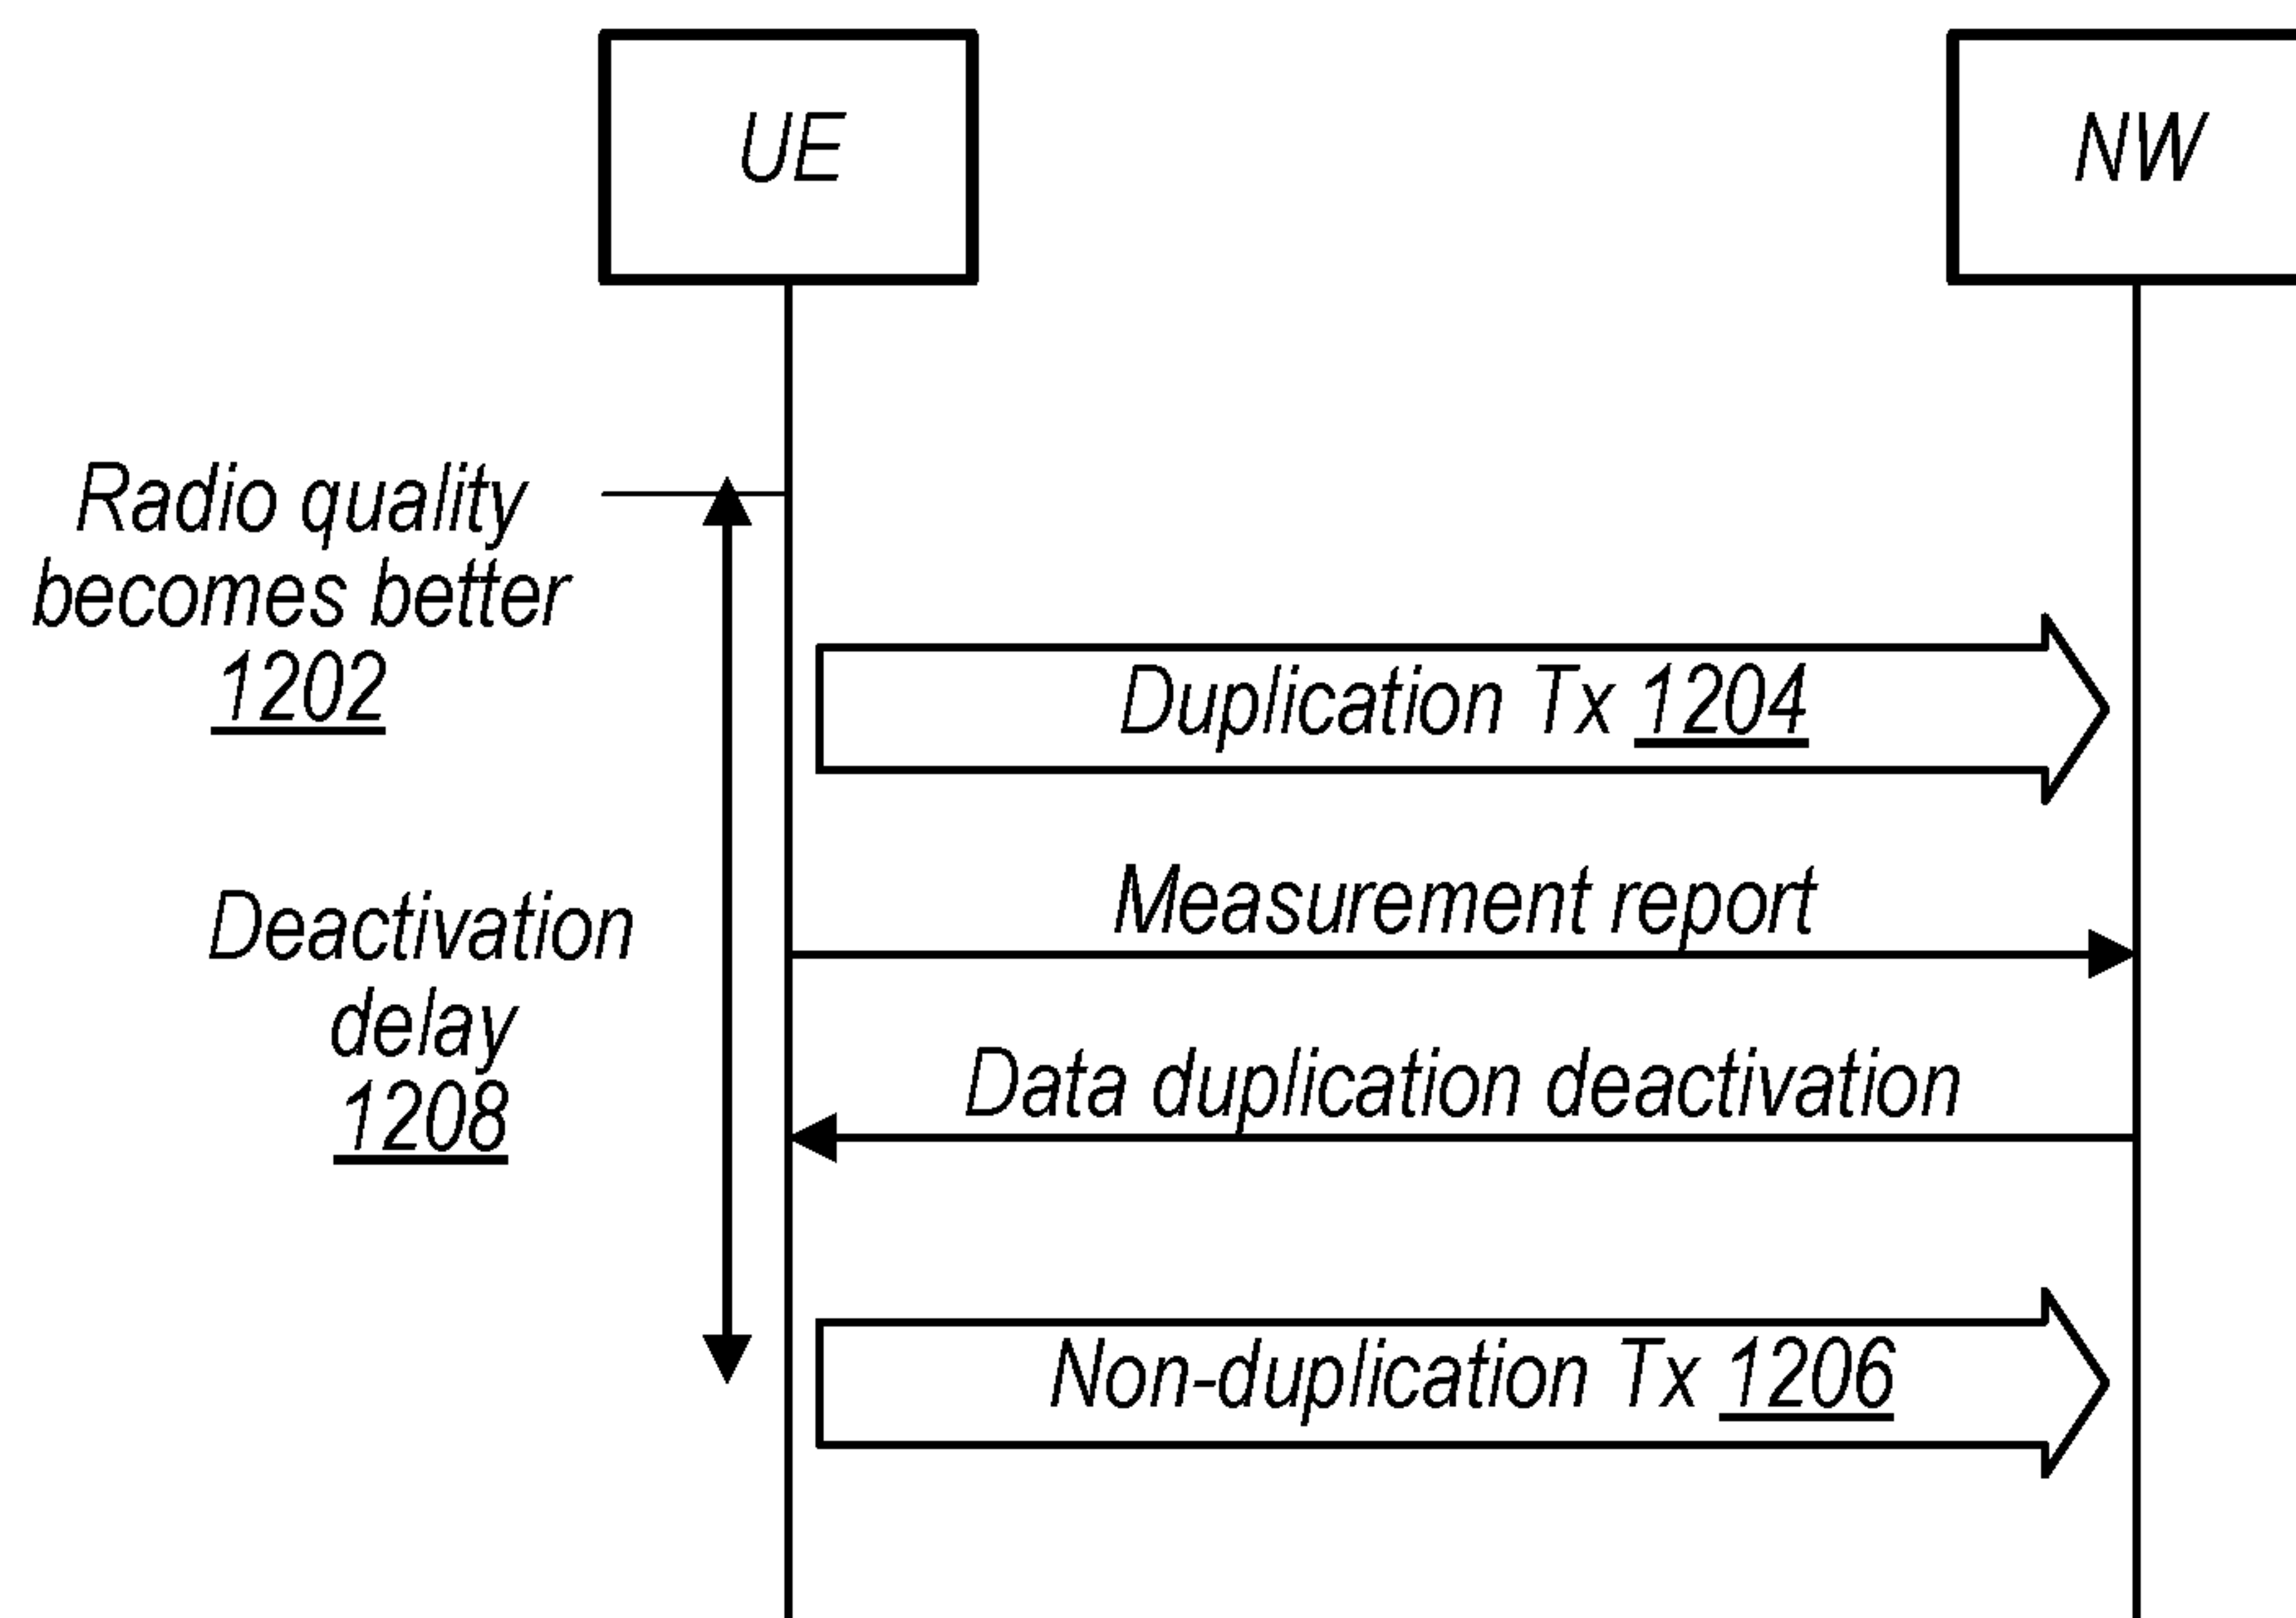 UE
NW
Radio quality
becomes better
1202
Duplication Tx 1204
Measurement report
Deactivation
delay
1208
Data duplication deactivation
Non-duplication Tx 1206